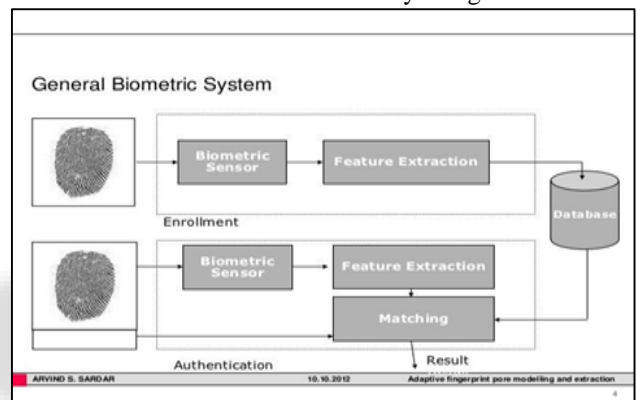 General Biometric System
Biometric
Sensor
Feature Extraction
Enrollment
Database
Biometric
Sensor
Feature Extraction
Matching
Authentication
Result
ARVIND S. SARDAR 10.10.2012 Adaptive fingerprint pore modelling and extraction
4